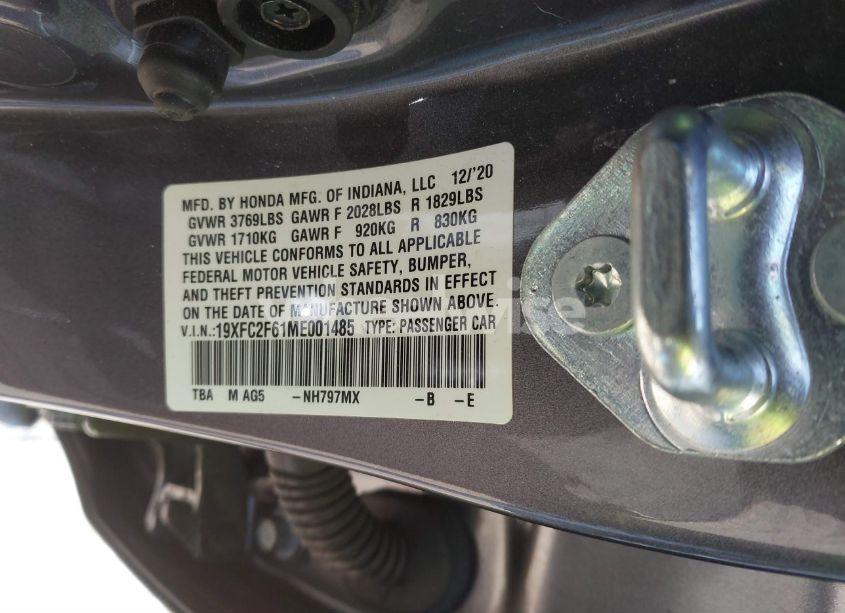 MFD. BY HONDA MFG. OF INDIANA, LLC 12/'20
GVWR 3769LBS GAWR F 2028LBS R 1829LBS
GVWR 1710KG GAWR F 920KG R 830KG
THIS VEHICLE CONFORMS TO ALL APPLICABLE
FEDERAL MOTOR VEHICLE SAFETY, BUMPER,
AND THEFT PREVENTION STANDARDS IN EFFECT
ON THE DATE OF MANUFACTURE SHOWN ABOVE.
V.I.N.:19XFC2F61ME001485 TYPE: PASSENGER CAR
TBA M AG5 –NH797MX –B –E